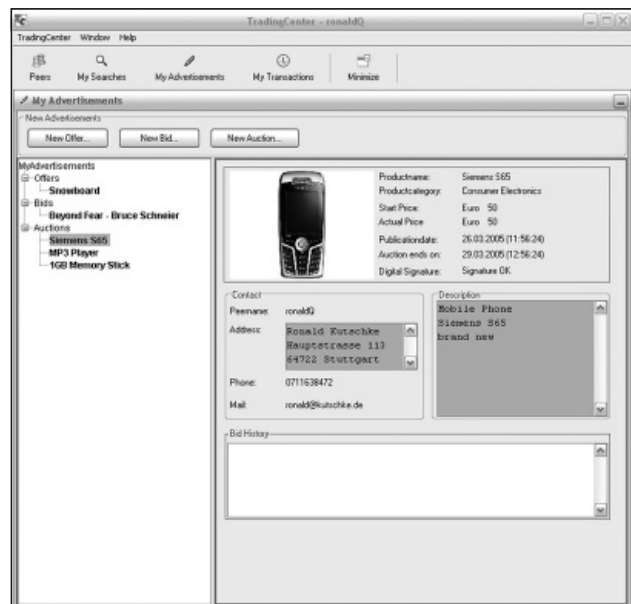 TradingCenter - ronaldQ
TradingCenter Window Help
Peers My Searches My Advertisements My Transactions Minimize
My Advertisements
New Advertisements
New Offer... New Bid... New Auction...
MyAdvertisements
Offers
Snowboard
Bids
Beyond Fear - Bruce Schneier
Auctions
Siemens S65
MP3 Player
1GB Memory Stick
Productname: Siemens S65
Productcategory: Consumer Electronics
Start Price: Euro 50
Actual Price Euro 50
Publicationdate: 26.03.2005 (11:56:24)
Auction ends on: 29.03.2005 (12:56:24)
Digital Signature: Signature OK
Contact
Peername: ronaldQ
Address: Ronald Kutschke
Hauptstrasse 113
64722 Stuttgart
Phone: 0711638472
Mail: ronald@kutschke.de
Description
Mobile Phone
Siemens S65
brand new
Bid History